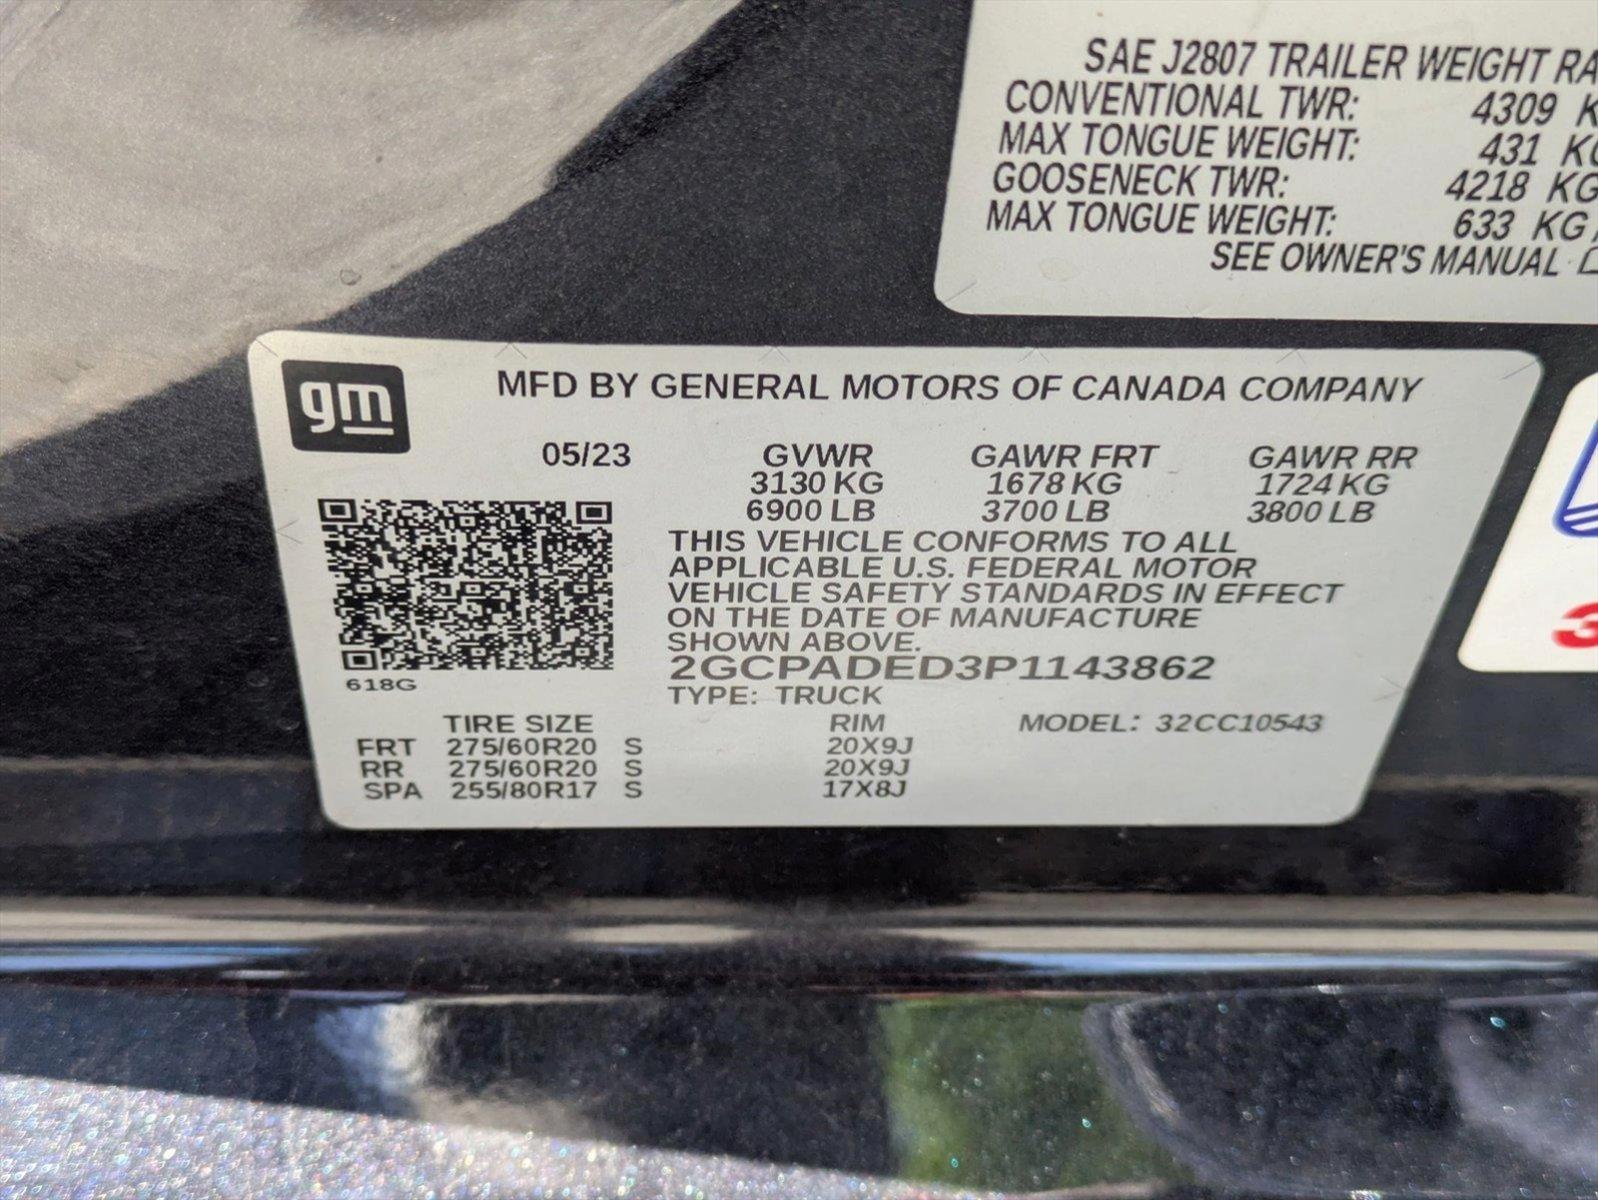 SAE J2807 TRAILER WEIGHT RA
CONVENTIONAL TWR: 4309 K
MAX TONGUE WEIGHT: 431 KG
GOOSENECK TWR: 4218 KG
MAX TONGUE WEIGHT: 633 KG
SEE OWNER'S MANUAL
gm
MFD BY GENERAL MOTORS OF CANADA COMPANY
05/23 GVWR GAWR FRT GAWR RR
3130 KG 1678 KG 1724 KG
6900 LB 3700 LB 3800 LB
THIS VEHICLE CONFORMS TO ALL
APPLICABLE U.S. FEDERAL MOTOR
VEHICLE SAFETY STANDARDS IN EFFECT
ON THE DATE OF MANUFACTURE
SHOWN ABOVE.
2GCPADED3P1143862
618G
TYPE: TRUCK
TIRE SIZE RIM MODEL: 32CC10543
FRT 275/60R20 S 20X9J
RR 275/60R20 S 20X9J
SPA 255/80R17 S 17X8J
3